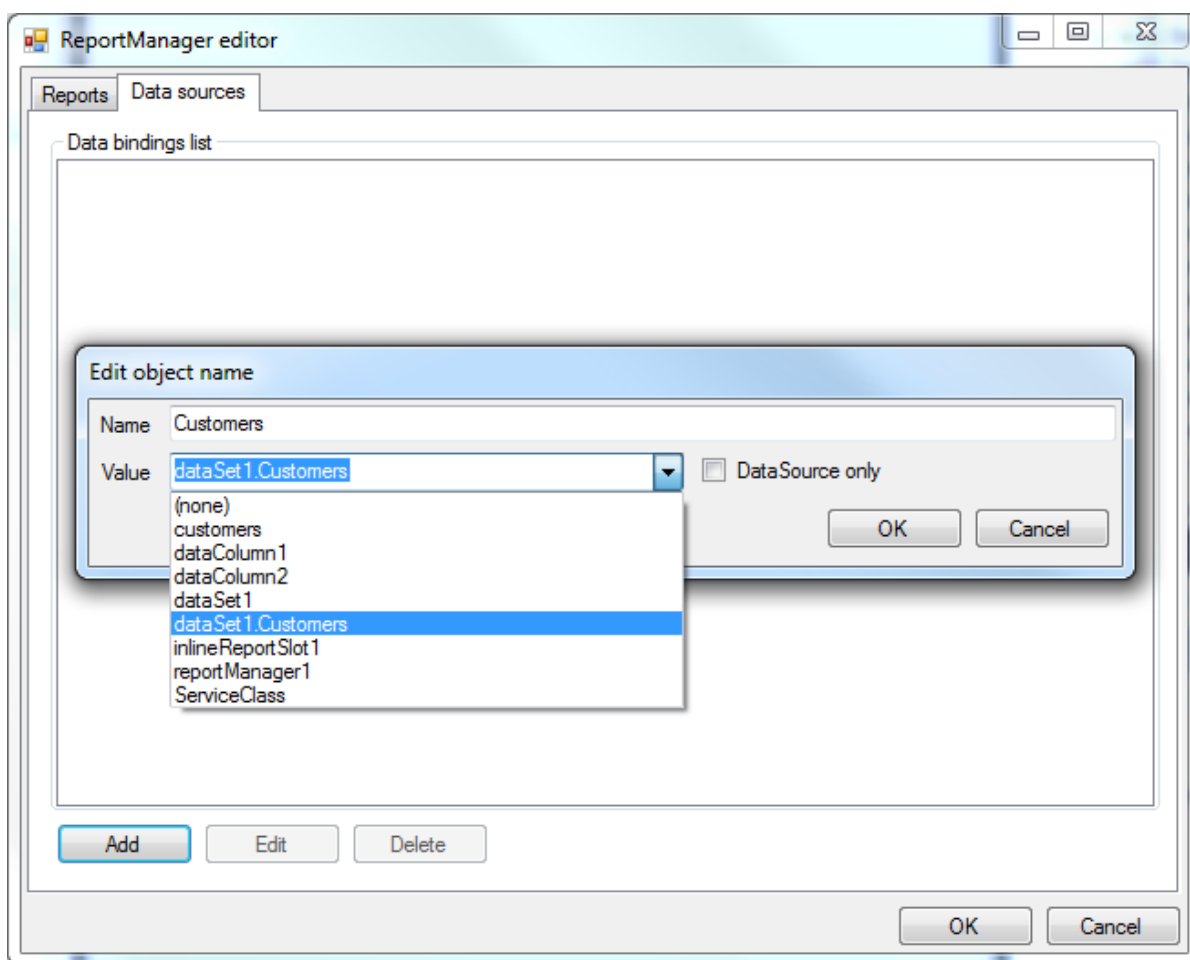 ReportManager editor
Reports Data sources
Data bindings list
Edit object name
Name Customers
Value dataSet1.Customers DataSource only
(none)
customers
dataColumn1
dataColumn2
dataSet1
dataSet1.Customers
inlineReportSlot1
reportManager1
ServiceClass
OK Cancel
Add Edit Delete
OK Cancel